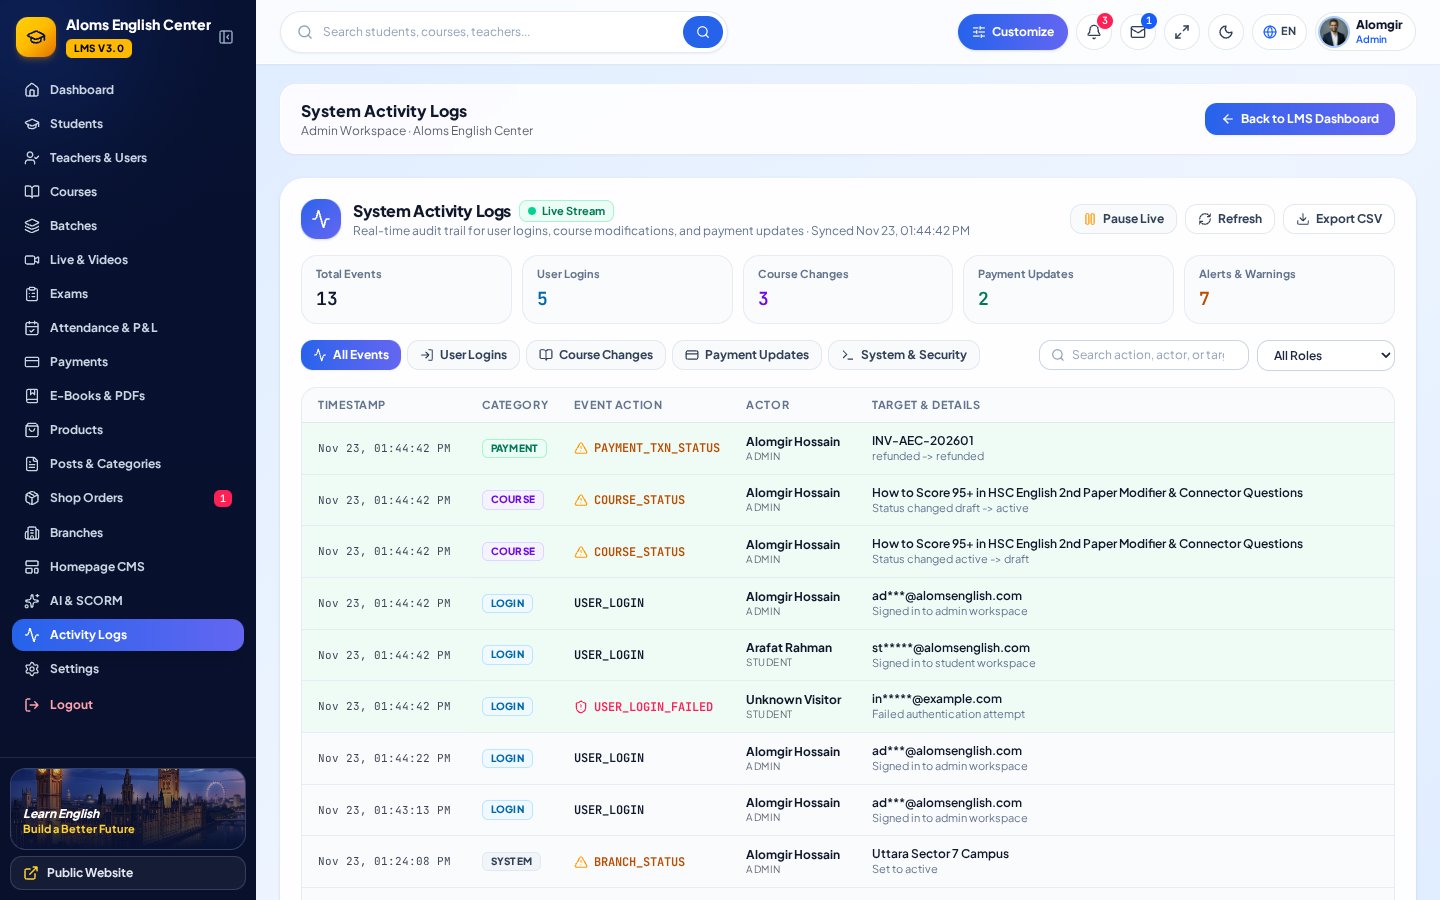 Aloms English Center
LMS V3.0
Dashboard
Students
Teachers & Users
Courses
Batches
Live & Videos
Exams
Attendance & P&L
Payments
E-Books & PDFs
Products
Posts & Categories
Shop Orders 1
Branches
Homepage CMS
AI & SCORM
Activity Logs
Settings
Logout
Learn English
Build a Better Future
Public Website
Search students, courses, teachers...
Customize
3
1
EN
Alomgir
Admin
System Activity Logs
Admin Workspace · Aloms English Center
Back to LMS Dashboard
System Activity Logs
Live Stream
Real-time audit trail for user logins, course modifications, and payment updates · Synced Nov 23, 01:44:42 PM
Pause Live
Refresh
Export CSV
Total Events
13
User Logins
5
Course Changes
3
Payment Updates
2
Alerts & Warnings
7
All Events
User Logins
Course Changes
Payment Updates
System & Security
Search action, actor, or targ
All Roles
TIMESTAMP CATEGORY EVENT ACTION ACTOR TARGET & DETAILS
Nov 23, 01:44:42 PM PAYMENT PAYMENT_TXN_STATUS Alomgir Hossain INV-AEC-202601
ADMIN refunded -> refunded
Nov 23, 01:44:42 PM COURSE COURSE_STATUS Alomgir Hossain How to Score 95+ in HSC English 2nd Paper Modifier & Connector Questions
ADMIN Status changed draft -> active
Nov 23, 01:44:42 PM COURSE COURSE_STATUS Alomgir Hossain How to Score 95+ in HSC English 2nd Paper Modifier & Connector Questions
ADMIN Status changed active -> draft
Nov 23, 01:44:42 PM LOGIN USER_LOGIN Alomgir Hossain ad***@alomsenglish.com
ADMIN Signed in to admin workspace
Nov 23, 01:44:42 PM LOGIN USER_LOGIN Arafat Rahman st*****@alomsenglish.com
STUDENT Signed in to student workspace
Nov 23, 01:44:42 PM LOGIN USER_LOGIN_FAILED Unknown Visitor in*****@example.com
STUDENT Failed authentication attempt
Nov 23, 01:44:22 PM LOGIN USER_LOGIN Alomgir Hossain ad***@alomsenglish.com
ADMIN Signed in to admin workspace
Nov 23, 01:43:13 PM LOGIN USER_LOGIN Alomgir Hossain ad***@alomsenglish.com
ADMIN Signed in to admin workspace
Nov 23, 01:24:08 PM SYSTEM BRANCH_STATUS Alomgir Hossain Uttara Sector 7 Campus
ADMIN Set to active